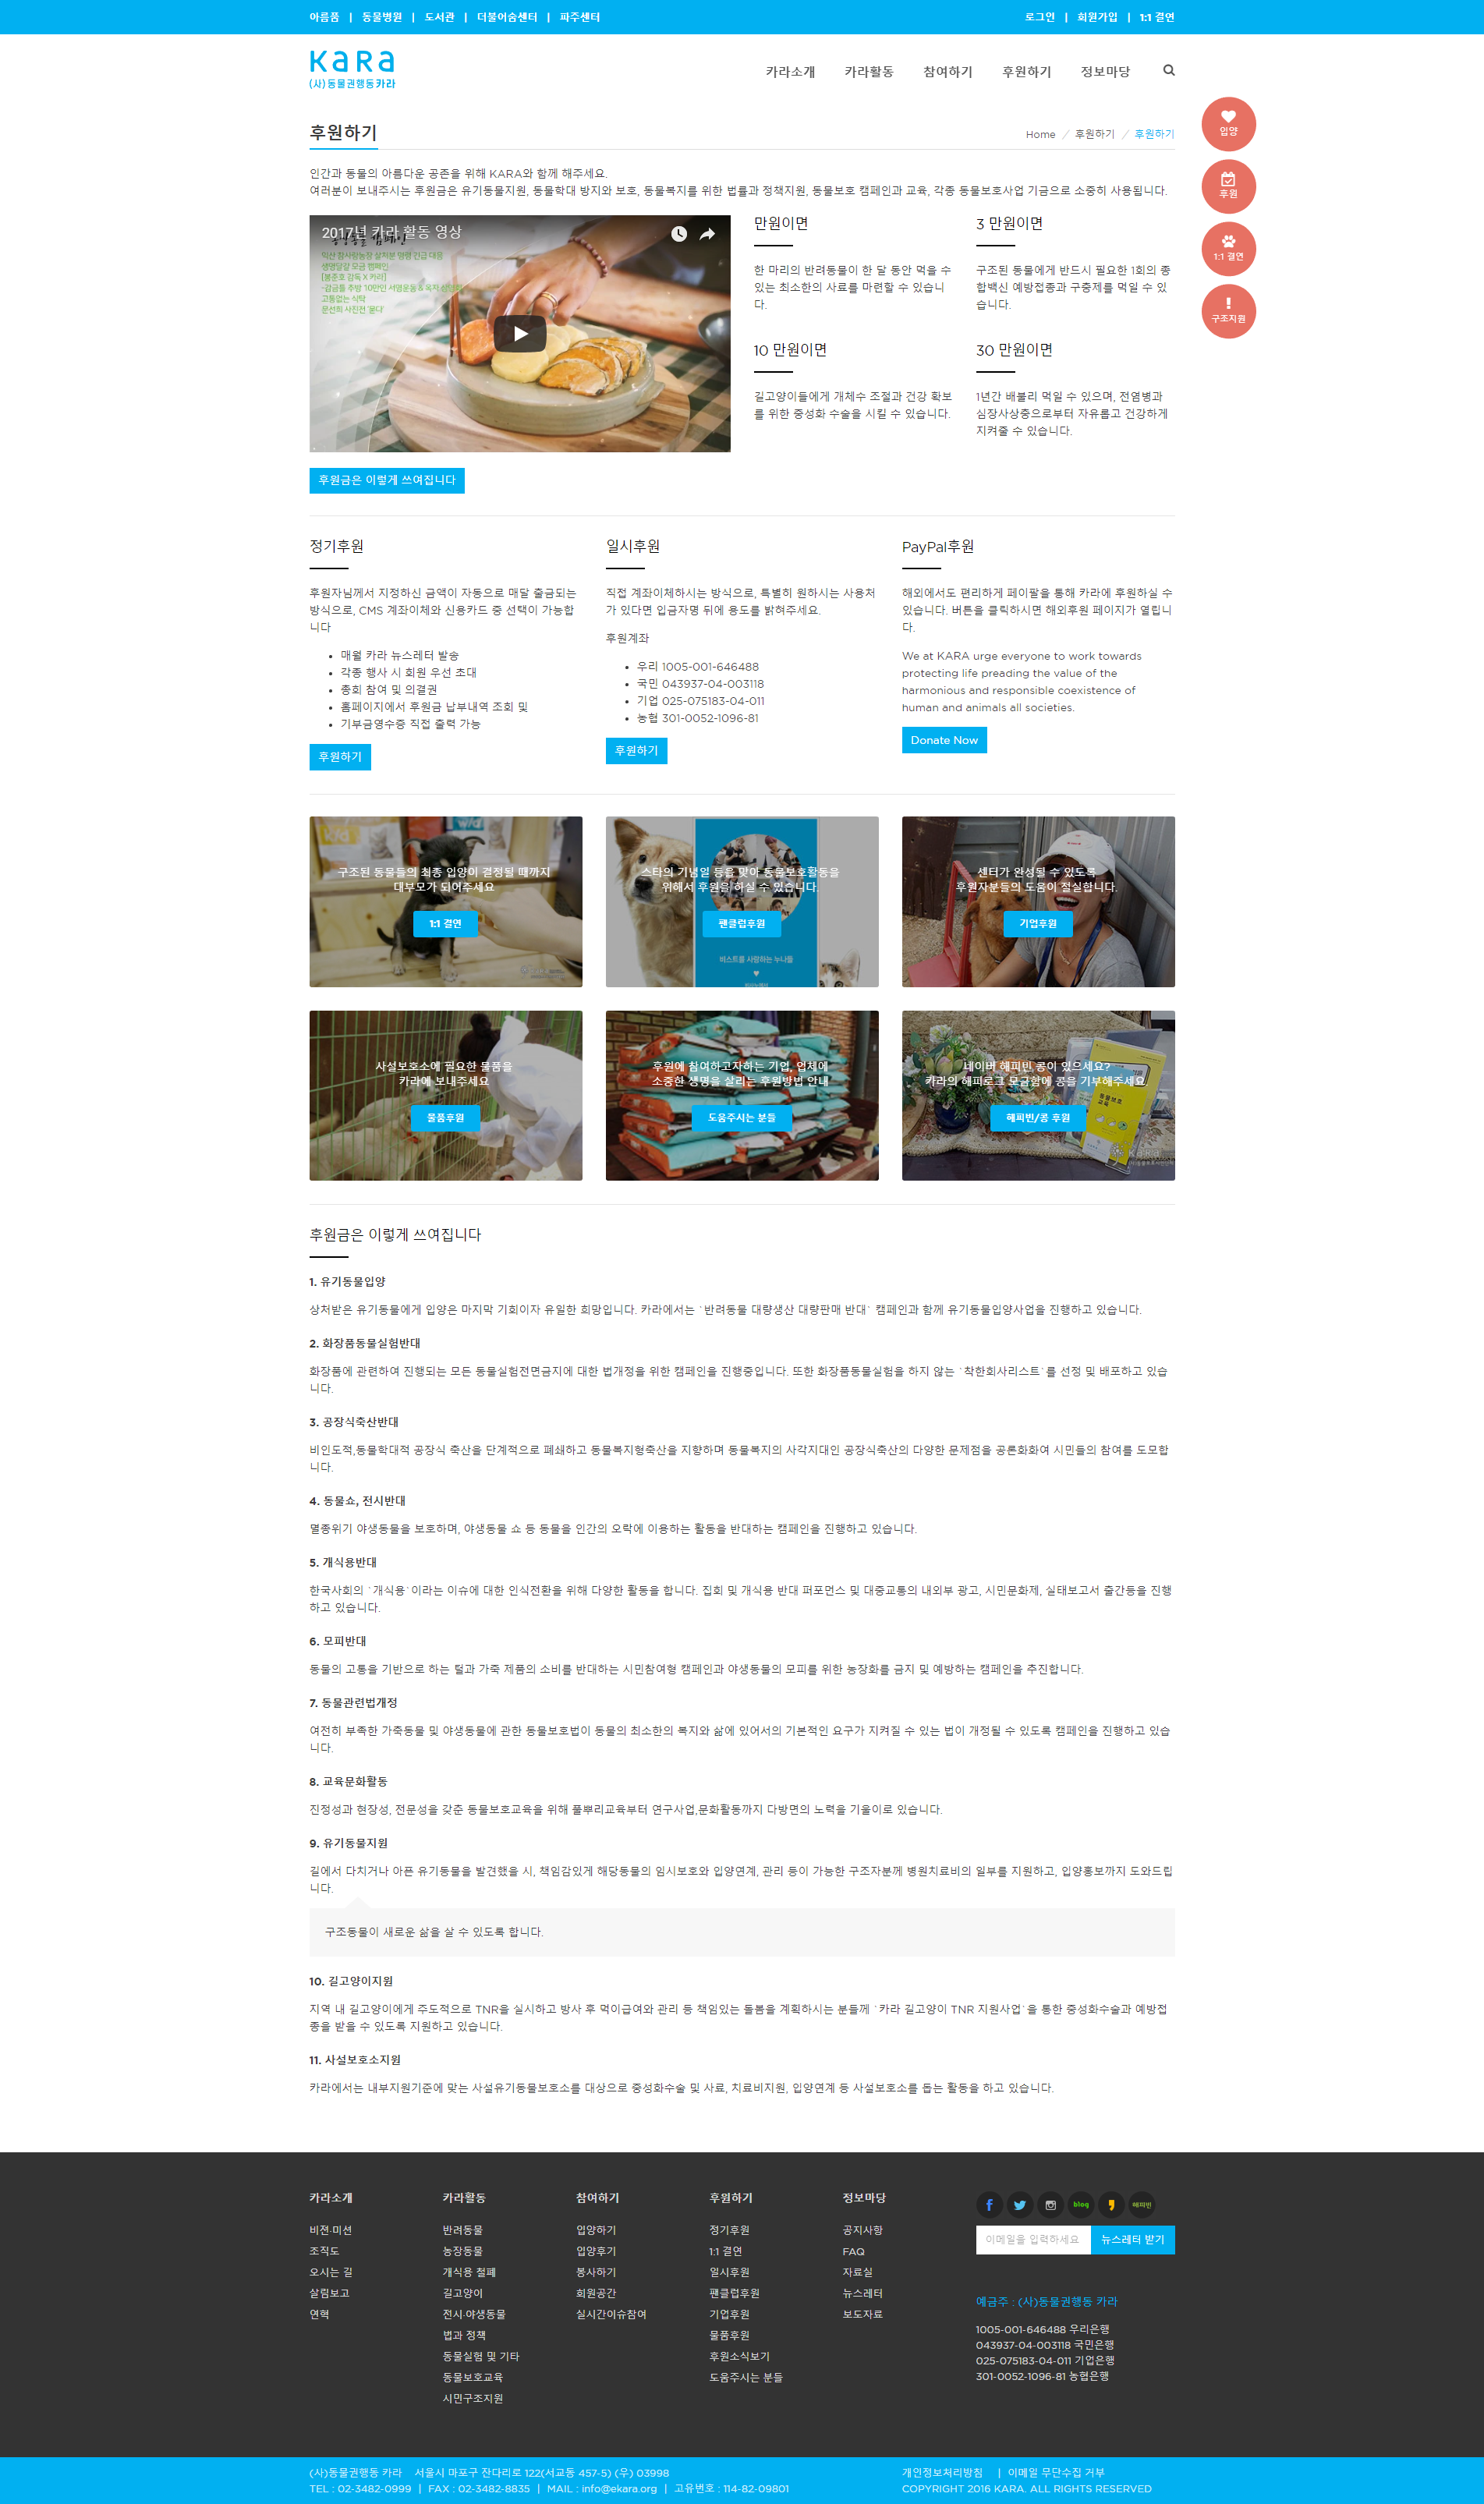 아름품 | 동물병원 | 도서관 | 더불어숨센터 | 파주센터
로그인 | 회원가입 | 1:1 결연
KaRa
(사)동물권행동카라
카라소개 카라활동 참여하기 후원하기 정보마당
입양
후원
1:1 결연
구조지원
후원하기
Home / 후원하기 / 후원하기
인간과 동물의 아름다운 공존을 위해 KARA와 함께 해주세요.
여러분이 보내주시는 후원금은 유기동물지원, 동물학대 방지와 보호, 동물복지를 위한 법률과 정책지원, 동물보호 캠페인과 교육, 각종 동물보호사업 기금으로 소중히 사용됩니다.
2017년 카라 활동 영상
익산 참사랑농장 살처분 명령 긴급 대응
생명달걀 모금 캠페인
[봉준호 감독 X 카라]
고통없는 식탁
만원이면
한 마리의 반려동물이 한 달 동안 먹을 수
있는 최소한의 사료를 마련할 수 있습니
다.
3 만원이면
구조된 동물에게 반드시 필요한 1회의 종
합백신 예방접종과 구충제를 먹일 수 있
습니다.
10 만원이면
길고양이들에게 개체수 조절과 건강 확보
를 위한 중성화 수술을 시킬 수 있습니다.
30 만원이면
1년간 배불리 먹일 수 있으며, 전염병과
심장사상충으로부터 자유롭고 건강하게
지켜줄 수 있습니다.
후원금은 이렇게 쓰여집니다
정기후원
후원자님께서 지정하신 금액이 자동으로 매달 출금되는
방식으로, CMS 계좌이체와 신용카드 중 선택이 가능합
니다
• 매월 카라 뉴스레터 발송
• 각종 행사 시 회원 우선 초대
• 총회 참여 및 의결권
• 홈페이지에서 후원금 납부내역 조회 및
• 기부금영수증 직접 출력 가능
후원하기
일시후원
직접 계좌이체하시는 방식으로, 특별히 원하시는 사용처
가 있다면 입금자명 뒤에 용도를 밝혀주세요.
후원계좌
• 우리 1005-001-646488
• 국민 043937-04-003118
• 기업 025-075183-04-011
• 농협 301-0052-1096-81
후원하기
PayPal후원
해외에서도 편리하게 페이팔을 통해 카라에 후원하실 수
있습니다. 버튼을 클릭하시면 해외후원 페이지가 열립니
다.
We at KARA urge everyone to work towards
protecting life preading the value of the
harmonious and responsible coexistence of
human and animals all societies.
Donate Now
구조된 동물들의 최종 입양이 결정될 때까지
대부모가 되어주세요
1:1 결연
스타의 기념일 등을 맞아 동물보호활동을
위해서 후원을 하실 수 있습니다.
팬클럽후원
비스트를 사랑하는 누나들
센터가 완성될 수 있도록
후원자분들의 도움이 절실합니다.
기업후원
사설보호소에 필요한 물품을
카라에 보내주세요
물품후원
후원에 참여하고자하는 기업, 업체에
소중한 생명을 살리는 후원방법 안내
도움주시는 분들
네이버 해피빈 콩이 있으세요?
카라의 해피로그 모금함에 콩을 기부해주세요
동물보호
교육
해피빈/콩 후원
후원금은 이렇게 쓰여집니다
1. 유기동물입양
상처받은 유기동물에게 입양은 마지막 기회이자 유일한 희망입니다. 카라에서는 `반려동물 대량생산 대량판매 반대` 캠페인과 함께 유기동물입양사업을 진행하고 있습니다.
2. 화장품동물실험반대
화장품에 관련하여 진행되는 모든 동물실험전면금지에 대한 법개정을 위한 캠페인을 진행중입니다. 또한 화장품동물실험을 하지 않는 `착한회사리스트`를 선정 및 배포하고 있습
니다.
3. 공장식축산반대
비인도적,동물학대적 공장식 축산을 단계적으로 폐쇄하고 동물복지형축산을 지향하며 동물복지의 사각지대인 공장식축산의 다양한 문제점을 공론화화여 시민들의 참여를 도모합
니다.
4. 동물쇼, 전시반대
멸종위기 야생동물을 보호하며, 야생동물 쇼 등 동물을 인간의 오락에 이용하는 활동을 반대하는 캠페인을 진행하고 있습니다.
5. 개식용반대
한국사회의 `개식용`이라는 이슈에 대한 인식전환을 위해 다양한 활동을 합니다. 집회 및 개식용 반대 퍼포먼스 및 대중교통의 내외부 광고, 시민문화제, 실태보고서 출간등을 진행
하고 있습니다.
6. 모피반대
동물의 고통을 기반으로 하는 털과 가죽 제품의 소비를 반대하는 시민참여형 캠페인과 야생동물의 모피를 위한 농장화를 금지 및 예방하는 캠페인을 추진합니다.
7. 동물관련법개정
여전히 부족한 가축동물 및 야생동물에 관한 동물보호법이 동물의 최소한의 복지와 삶에 있어서의 기본적인 요구가 지켜질 수 있는 법이 개정될 수 있도록 캠페인을 진행하고 있습
니다.
8. 교육문화활동
진정성과 현장성, 전문성을 갖춘 동물보호교육을 위해 풀뿌리교육부터 연구사업,문화활동까지 다방면의 노력을 기울이로 있습니다.
9. 유기동물지원
길에서 다치거나 아픈 유기동물을 발견했을 시, 책임감있게 해당동물의 임시보호와 입양연계, 관리 등이 가능한 구조자분께 병원치료비의 일부를 지원하고, 입양홍보까지 도와드립
니다.
구조동물이 새로운 삶을 살 수 있도록 합니다.
10. 길고양이지원
지역 내 길고양이에게 주도적으로 TNR을 실시하고 방사 후 먹이급여와 관리 등 책임있는 돌봄을 계획하시는 분들께 `카라 길고양이 TNR 지원사업`을 통한 중성화수술과 예방접
종을 받을 수 있도록 지원하고 있습니다.
11. 사설보호소지원
카라에서는 내부지원기준에 맞는 사설유기동물보호소를 대상으로 중성화수술 및 사료, 치료비지원, 입양연계 등 사설보호소를 돕는 활동을 하고 있습니다.
카라소개
비전·미션
조직도
오시는 길
살림보고
연혁
카라활동
반려동물
농장동물
개식용 철폐
길고양이
전시·야생동물
법과 정책
동물실험 및 기타
동물보호교육
시민구조지원
참여하기
입양하기
입양후기
봉사하기
회원공간
실시간이슈참여
후원하기
정기후원
1:1 결연
일시후원
팬클럽후원
기업후원
물품후원
후원소식보기
도움주시는 분들
정보마당
공지사항
FAQ
자료실
뉴스레터
보도자료
blog
해피빈
이메일을 입력하세요 뉴스레터 받기
예금주 : (사)동물권행동 카라
1005-001-646488 우리은행
043937-04-003118 국민은행
025-075183-04-011 기업은행
301-0052-1096-81 농협은행
(사)동물권행동 카라 서울시 마포구 잔다리로 122(서교동 457-5) (우) 03998
TEL : 02-3482-0999 | FAX : 02-3482-8835 | MAIL : info@ekara.org | 고유번호 : 114-82-09801
개인정보처리방침 | 이메일 무단수집 거부
COPYRIGHT 2016 KARA. ALL RIGHTS RESERVED